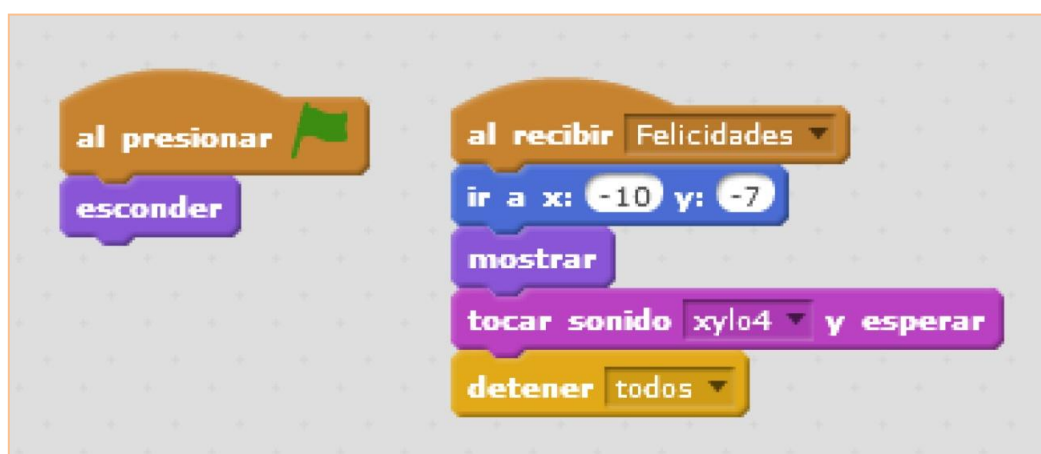 al presionar
esconder
al recibir Felicidades
ir a x: -10 y: -7
mostrar
tocar sonido xylo4 y esperar
detener todos